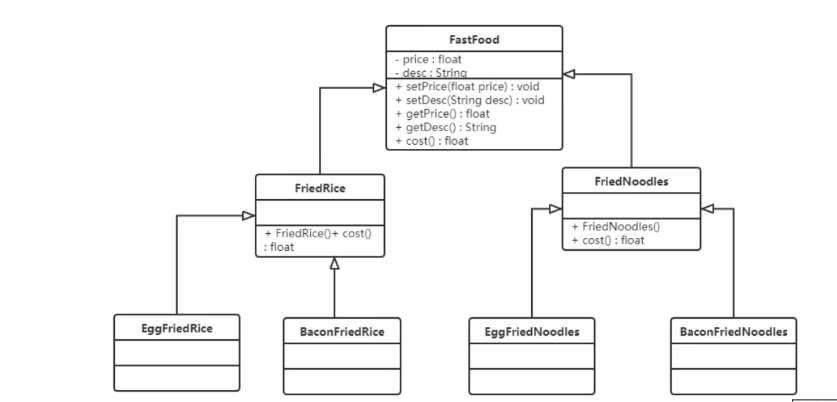 FastFood
- price : float
- desc : String
+ setPrice(float price) : void
+ setDesc(String desc) : void
+ getPrice() : float
+ getDesc() : String
+ cost() : float
FriedRice
+ FriedRice()+ cost()
: float
FriedNoodles
+ FriedNoodles()
+ cost() : float
EggFriedRice
BaconFriedRice
EggFriedNoodles
BaconFriedNoodles